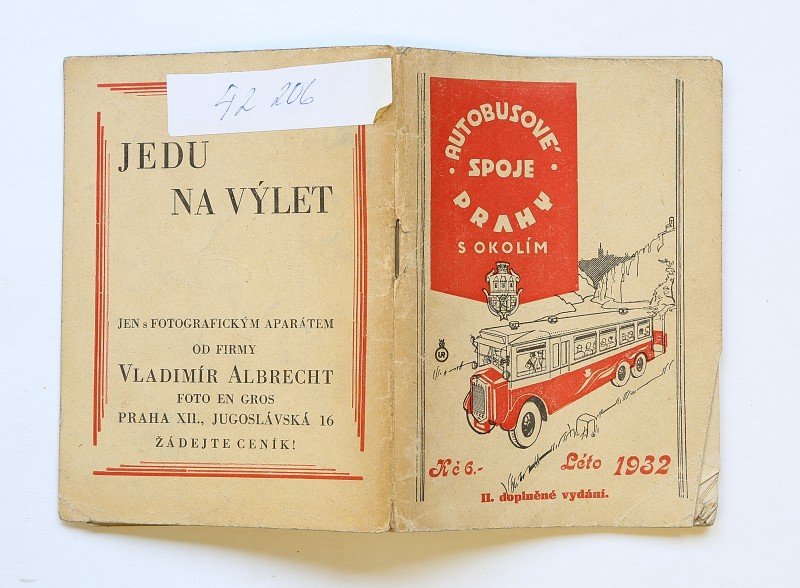 42 206
JEDU
NA VÝLET
JEN s FOTOGRAFICKÝM APARÁTEM
OD FIRMY
VLADIMÍR ALBRECHT
FOTO EN GROS
PRAHA XII., JUGOSLÁVSKÁ 16
ŽÁDEJTE CENÍK!
· AUTOBUSOVÉ ·
SPOJE
PRAHY
S OKOLÍM
Kč 6.-
Léto 1932
II. doplněné vydání.